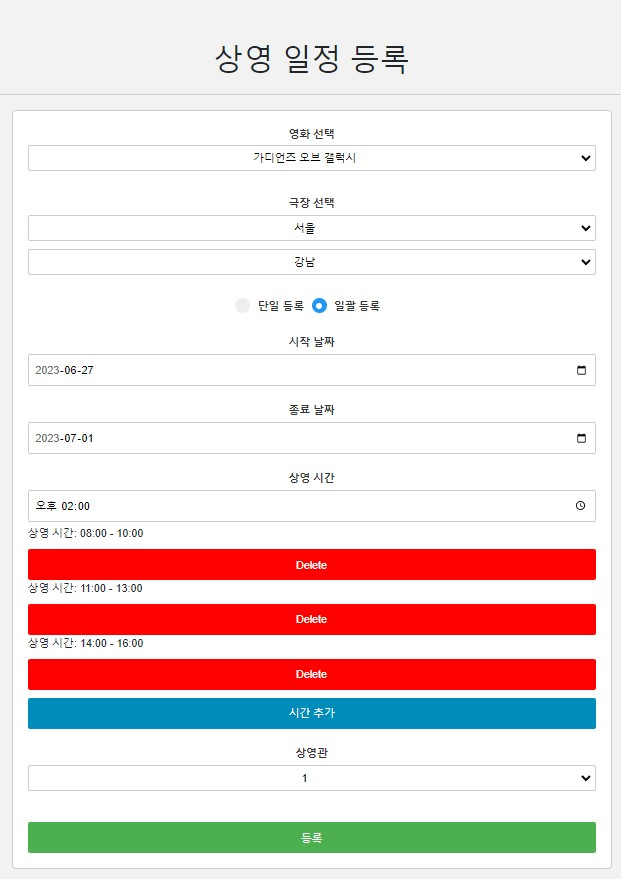 상영 일정 등록
영화 선택
가디언즈 오브 갤럭시
극장 선택
서울
강남
단일 등록 일괄 등록
시작 날짜
2023-06-27
종료 날짜
2023-07-01
상영 시간
오후 02:00
상영 시간: 08:00 - 10:00
Delete
상영 시간: 11:00 - 13:00
Delete
상영 시간: 14:00 - 16:00
Delete
시간 추가
상영관
1
등록